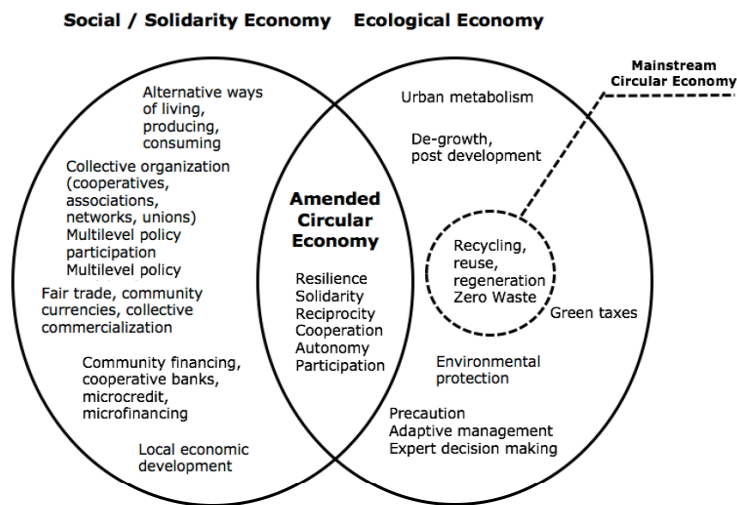 Social / Solidarity Economy
Ecological Economy
Mainstream
Circular Economy
Alternative ways
of living,
producing,
consuming
Collective organization
(cooperatives,
associations,
networks, unions)
Multilevel policy
participation
Multilevel policy
Fair trade, community
currencies, collective
commercialization
Community financing,
cooperative banks,
microcredit,
microfinancing
Local economic
development
Amended
Circular
Economy
Resilience
Solidarity
Reciprocity
Cooperation
Autonomy
Participation
Urban metabolism
De-growth,
post development
Recycling,
reuse,
regeneration
Zero Waste
Green taxes
Environmental
protection
Precaution
Adaptive management
Expert decision making